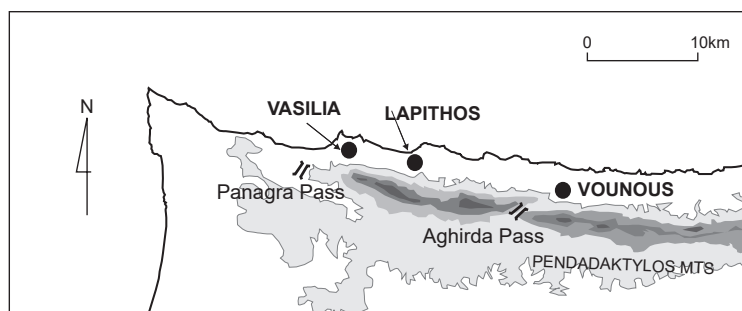 0 10km
N
VASILIA
LAPITHOS
Panagra Pass
VOUNOUS
Aghirda Pass
PENDADAKTYLOS MTS